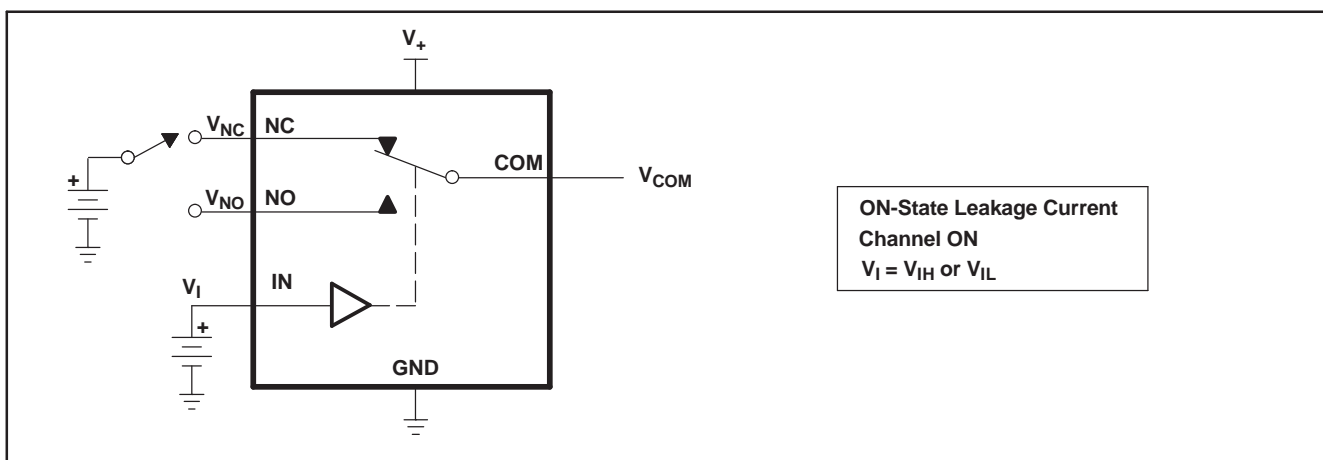 V+
VNC NC
COM
VCOM
VNO NO
+
ON-State Leakage Current
Channel ON
VI = VIH or VIL
VI IN
+
GND